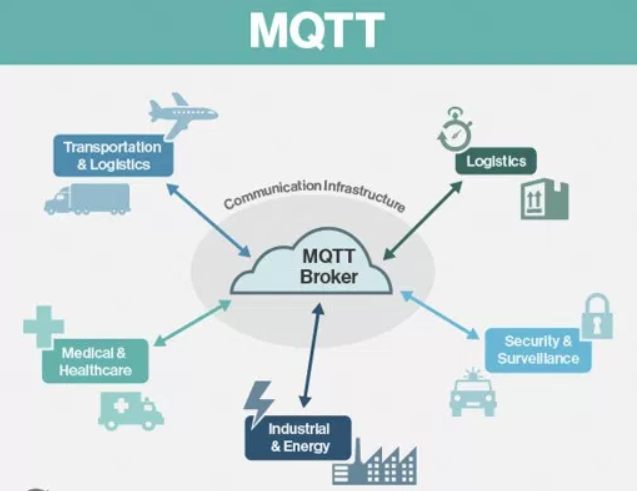 MQTT
Transportation
& Logistics
Logistics
Communication Infrastructure
MQTT
Broker
Medical &
Healthcare
Security &
Surveillance
Industrial
& Energy